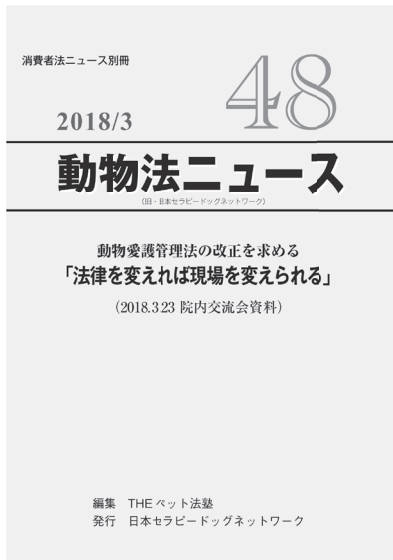 消費者法ニュース別冊
48
2018/3
動物法ニュース
（旧・日本セラピードッグネットワーク）
動物愛護管理法の改正を求める
「法律を変えれば現場を変えられる」
（2018.3 23 院内交流会資料）
編集　THE ペット法塾
発行　日本セラピードッグネットワーク